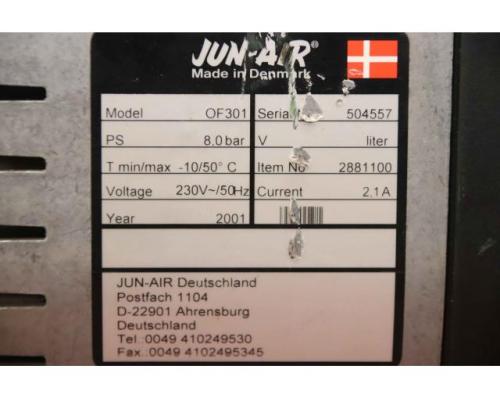 JUN-AIR®
Made in Denmark
Model OF301 Serial 504557
PS 8,0 bar V liter
T min/max -10/50° C Item No 2881100
Voltage 230V~/50Hz Current 2,1 A
Year 2001
JUN-AIR Deutschland
Postfach 1104
D-22901 Ahrensburg
Deutschland
Tel.:0049 410249530
Fax.:0049 4102495345